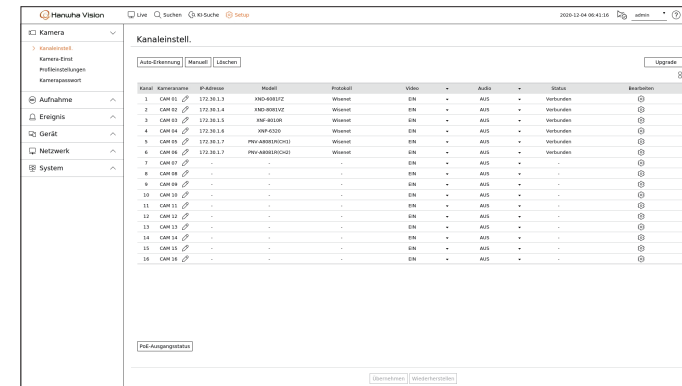 Hanwha Vision Live Suchen KI-Suche Setup 2020-12-04 06:41:16 admin ?
Kamera
Kanaleinstell.
Kamera-Einst
Profileinstellungen
Kamerapasswort
Aufnahme
Ereignis
Gerät
Netzwerk
System
Kanaleinstell.
Auto-Erkennung Manuell Löschen Upgrade
Kanal Kameraname IP-Adresse Modell Protokoll Video Audio Status Bearbeiten
1 CAM 01 172.30.1.3 XND-6081FZ Wisenet EIN AUS Verbunden
2 CAM 02 172.30.1.4 XND-8081VZ Wisenet EIN AUS Verbunden
3 CAM 03 172.30.1.5 XNF-8010R Wisenet EIN AUS Verbunden
4 CAM 04 172.30.1.6 XNP-6320 Wisenet EIN AUS Verbunden
5 CAM 05 172.30.1.7 PNV-A8081R(CH1) Wisenet EIN AUS Verbunden
6 CAM 06 172.30.1.7 PNV-A8081R(CH2) Wisenet EIN AUS Verbunden
7 CAM 07 - - - EIN AUS -
8 CAM 08 - - - EIN AUS -
9 CAM 09 - - - EIN AUS -
10 CAM 10 - - - EIN AUS -
11 CAM 11 - - - EIN AUS -
12 CAM 12 - - - EIN AUS -
13 CAM 13 - - - EIN AUS -
14 CAM 14 - - - EIN AUS -
15 CAM 15 - - - EIN AUS -
16 CAM 16 - - - EIN AUS -
PoE-Ausgangsstatus
Übernehmen Wiederherstellen